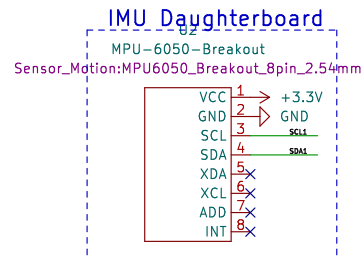 IMU Daughterboard
U2
MPU-6050-Breakout
Sensor_Motion:MPU6050_Breakout_8pin_2.54mm
VCC 1 +3.3V
GND 2 GND
SCL 3 SCL1
SDA 4 SDA1
XDA 5
XCL 6
ADD 7
INT 8